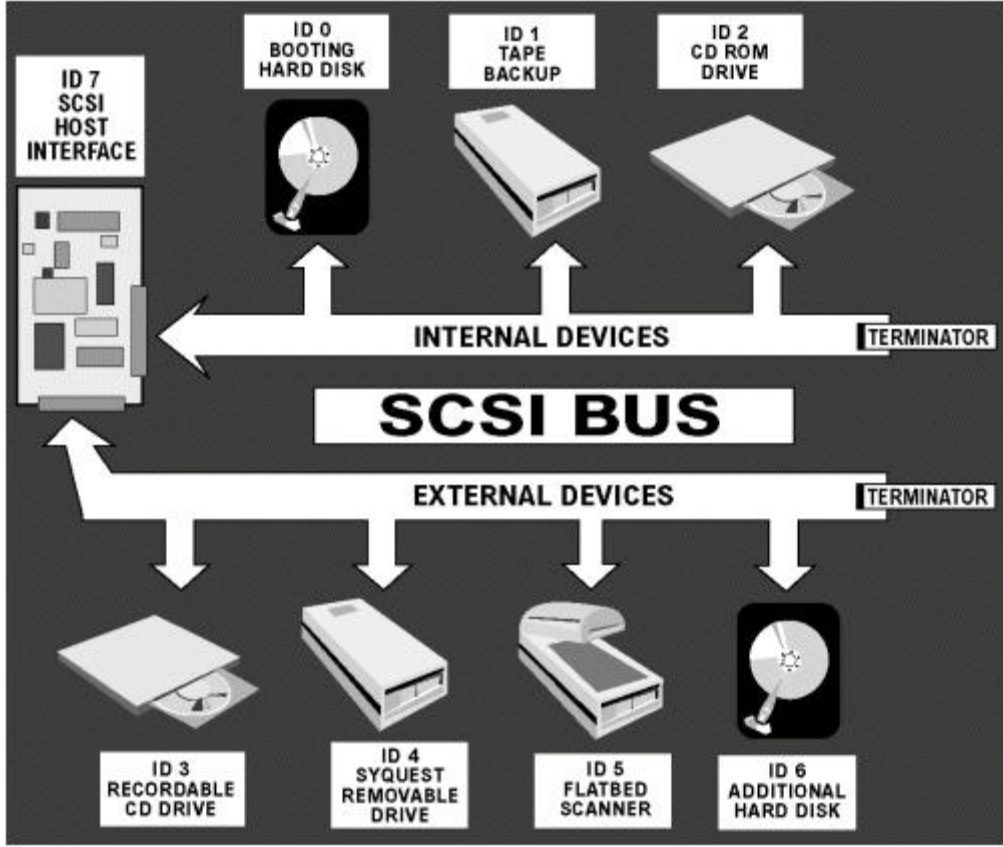 ID 0
BOOTING
HARD DISK
ID 1
TAPE
BACKUP
ID 2
CD ROM
DRIVE
ID 7
SCSI
HOST
INTERFACE
INTERNAL DEVICES
TERMINATOR
SCSI BUS
EXTERNAL DEVICES
TERMINATOR
ID 3
RECORDABLE
CD DRIVE
ID 4
SYQUEST
REMOVABLE
DRIVE
ID 5
FLATBED
SCANNER
ID 6
ADDITIONAL
HARD DISK